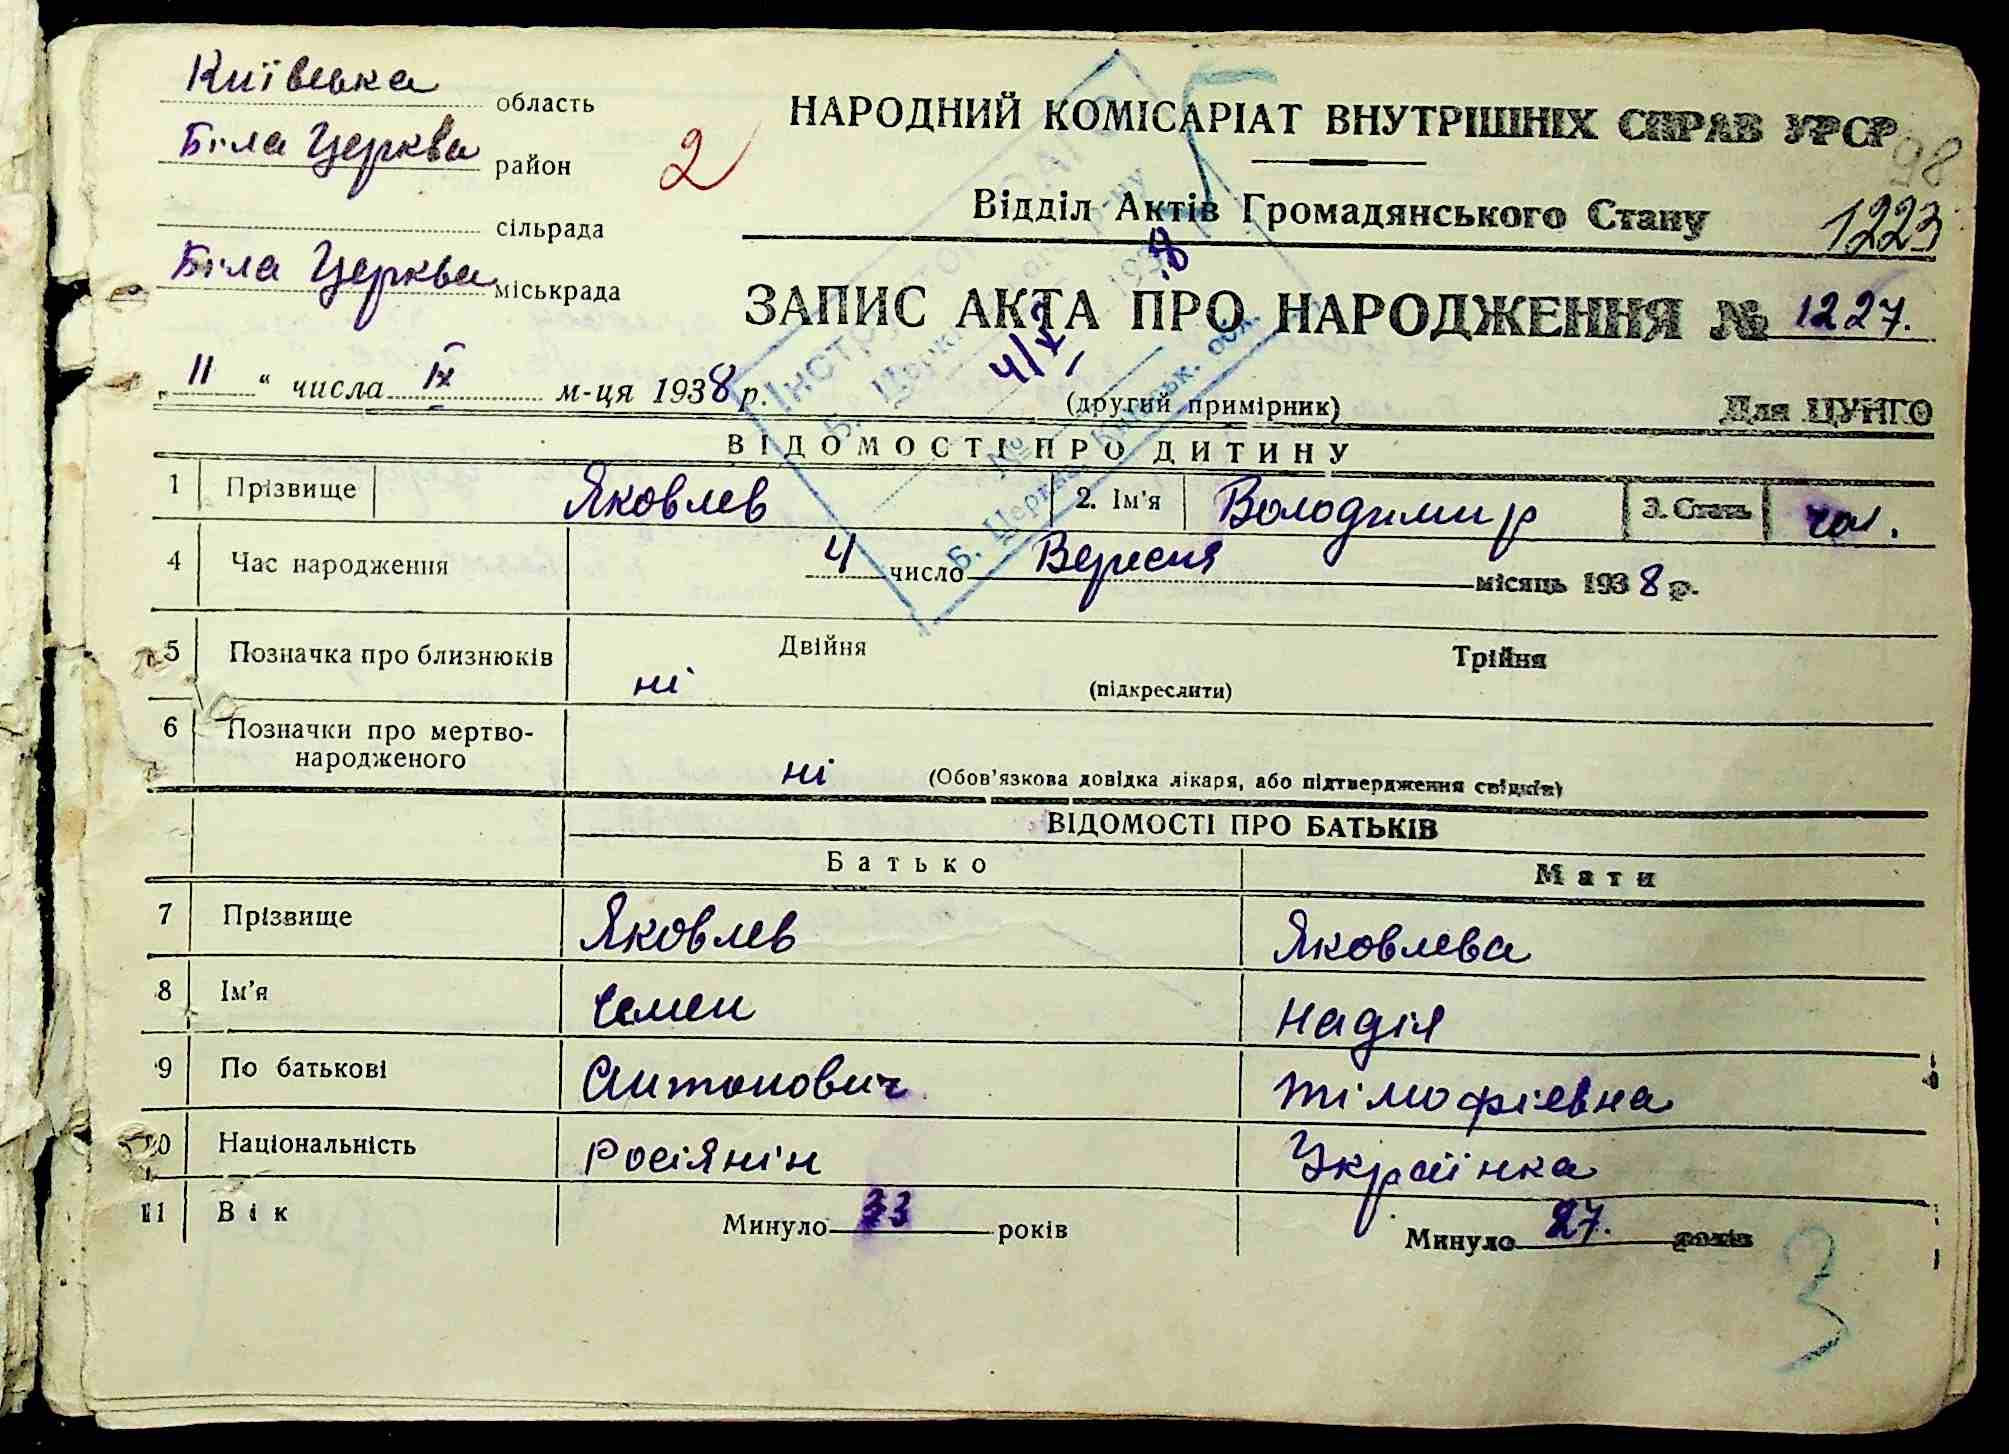 Київська область
Біла Церква район
сільрада
Біла Церква міськрада
2
НАРОДНИЙ КОМІСАРІАТ ВНУТРІШНІХ СПРАВ УРСР
98
Відділ Актів Громадянського Стану
1223
ЗАПИС АКТА ПРО НАРОДЖЕННЯ № 1227.
„ 11 “ числа ІХ м-ця 1938 р.
(другий примірник)
Для ЦУНГО
ВІДОМОСТІ ПРО ДИТИНУ
1 Прізвище Яковлев 2. Ім'я Володимир 3. Стать чол.
4 Час народження 4 число Вересня місяць 1938 р.
5 Позначка про близнюків ні Двійня (підкреслити) Трійня
6 Позначки про мертво-
народженого ні (Обов'язкова довідка лікаря, або підтвердження свідків)
ВІДОМОСТІ ПРО БАТЬКІВ
Батько Мати
7 Прізвище Яковлев Яковлева
8 Ім'я Семен Надія
9 По батькові Антонович Тімофієвна
10 Національність Росіянін Українка
11 Вік Минуло 33 років Минуло 27. років
3